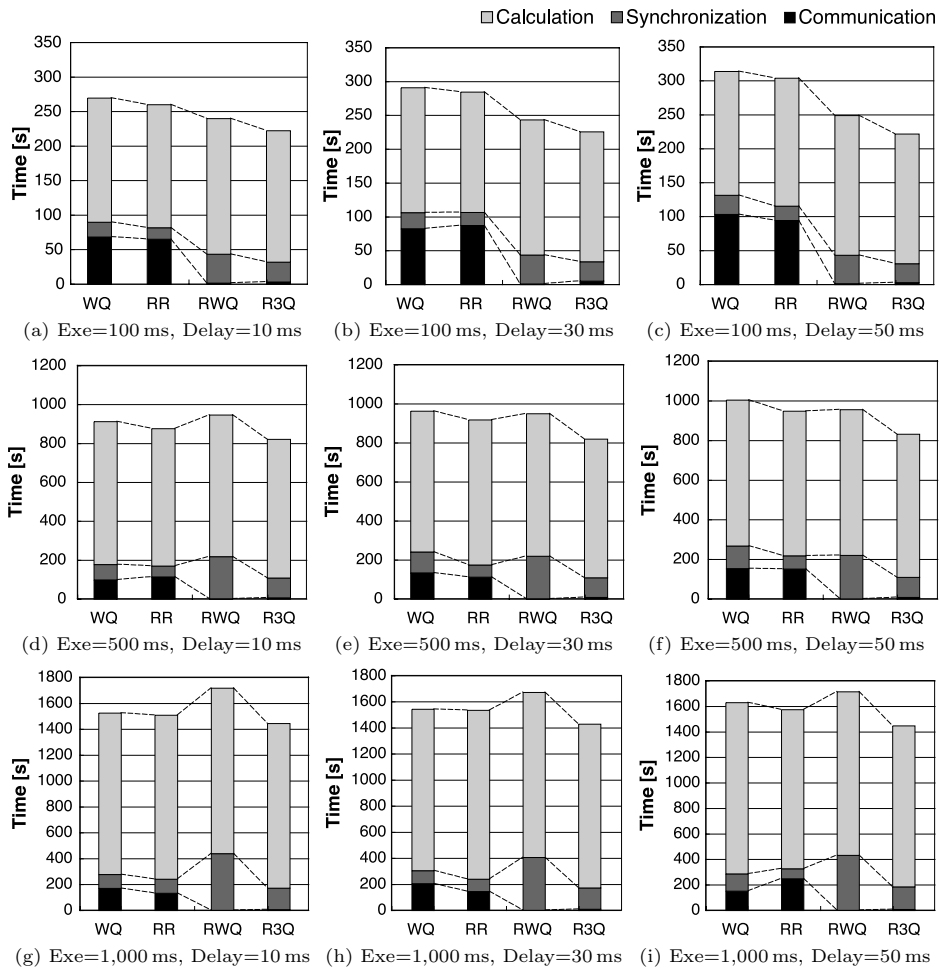 Calculation Synchronization Communication
350
300
250
200
150
100
50
0
Time [s]
WQ RR RWQ R3Q
(a) Exe=100 ms, Delay=10 ms
350
300
250
200
150
100
50
0
Time [s]
WQ RR RWQ R3Q
(b) Exe=100 ms, Delay=30 ms
350
300
250
200
150
100
50
0
Time [s]
WQ RR RWQ R3Q
(c) Exe=100 ms, Delay=50 ms
1200
1000
800
600
400
200
0
Time [s]
WQ RR RWQ R3Q
(d) Exe=500 ms, Delay=10 ms
1200
1000
800
600
400
200
0
Time [s]
WQ RR RWQ R3Q
(e) Exe=500 ms, Delay=30 ms
1200
1000
800
600
400
200
0
Time [s]
WQ RR RWQ R3Q
(f) Exe=500 ms, Delay=50 ms
1800
1600
1400
1200
1000
800
600
400
200
0
Time [s]
WQ RR RWQ R3Q
(g) Exe=1,000 ms, Delay=10 ms
1800
1600
1400
1200
1000
800
600
400
200
0
Time [s]
WQ RR RWQ R3Q
(h) Exe=1,000 ms, Delay=30 ms
1800
1600
1400
1200
1000
800
600
400
200
0
Time [s]
WQ RR RWQ R3Q
(i) Exe=1,000 ms, Delay=50 ms